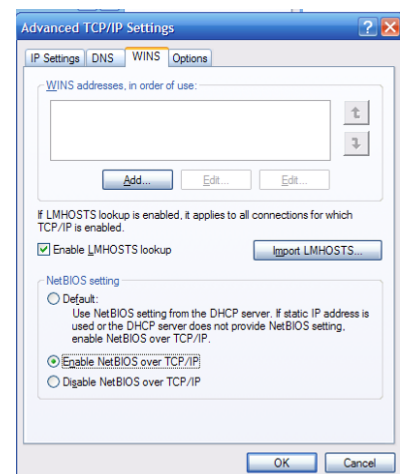 Advanced TCP/IP Settings
IP Settings DNS WINS Options
WINS addresses, in order of use:
Add... Edit... Edit...
If LMHOSTS lookup is enabled, it applies to all connections for which
TCP/IP is enabled.
Enable LMHOSTS lookup
Import LMHOSTS...
NetBIOS setting
Default:
Use NetBIOS setting from the DHCP server. If static IP address is
used or the DHCP server does not provide NetBIOS setting,
enable NetBIOS over TCP/IP.
Enable NetBIOS over TCP/IP
Disable NetBIOS over TCP/IP
OK Cancel